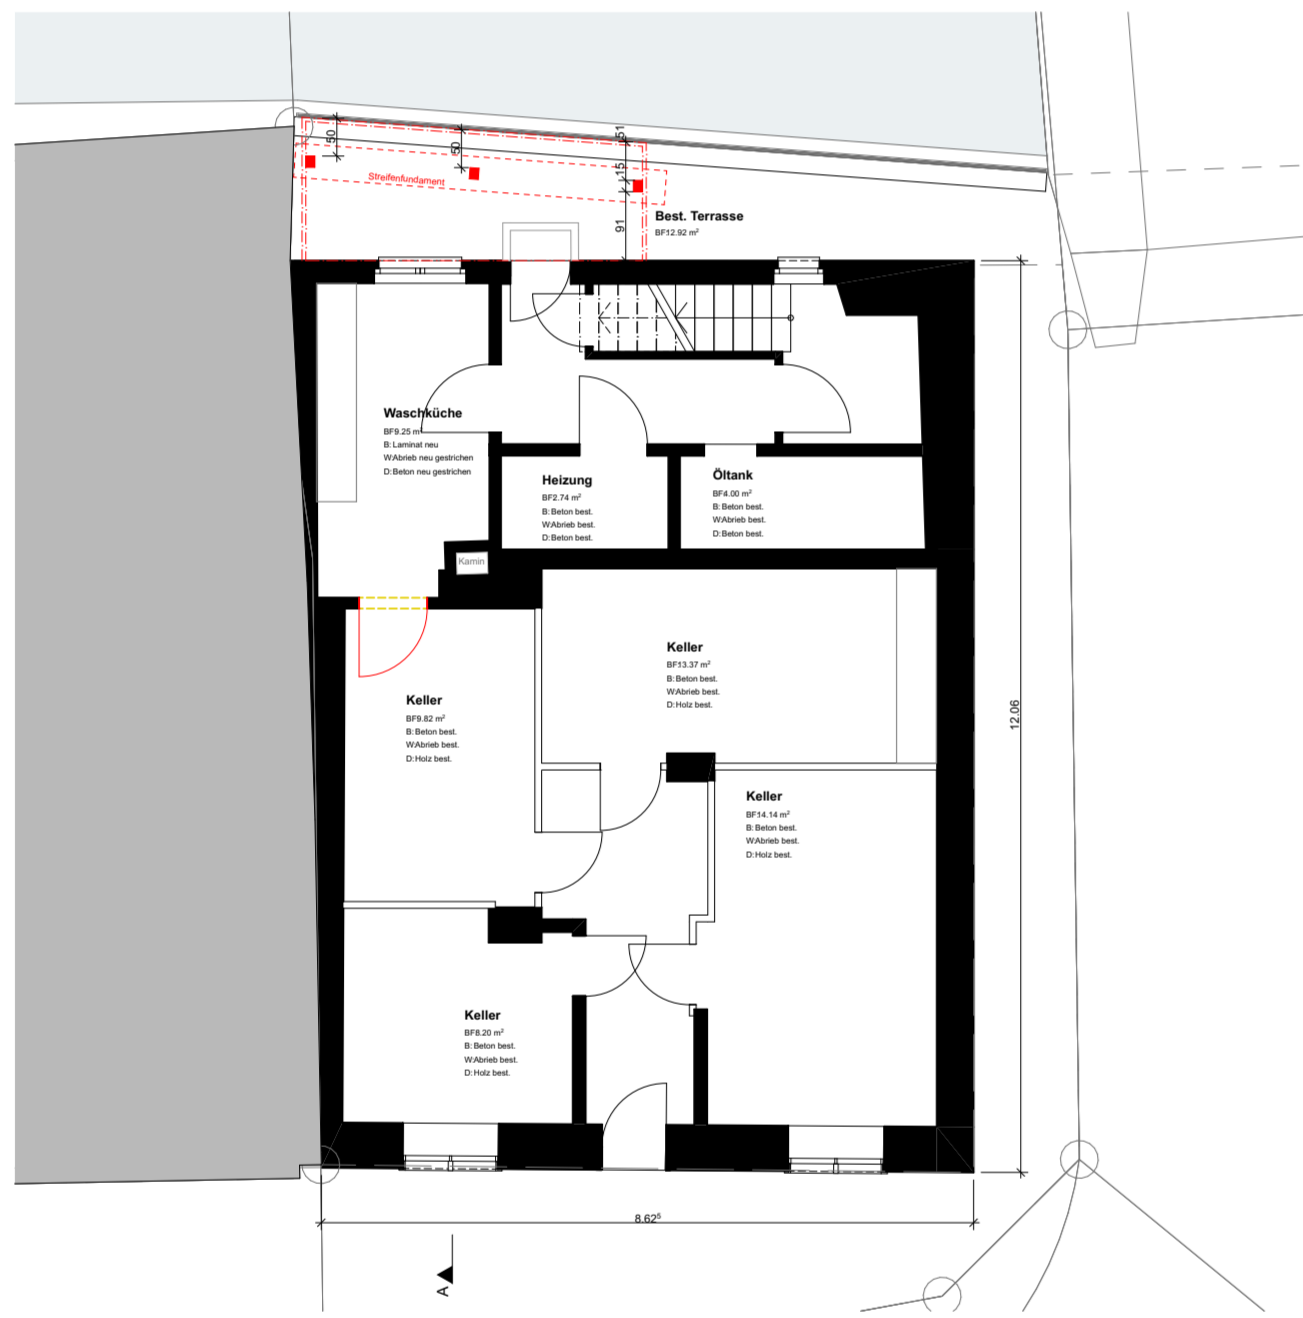 50
50
51
15
91
Streifenfundament
Best. Terrasse
BF12.92 m²
Waschküche
BF9.25 m²
B: Laminat neu
W:Abrieb neu gestrichen
D: Beton neu gestrichen
Heizung
BF2.74 m²
B: Beton best.
W:Abrieb best.
D: Beton best.
Öltank
BF4.00 m²
B: Beton best.
W:Abrieb best.
D: Beton best.
Kamin
Keller
BF13.37 m²
B: Beton best.
W:Abrieb best.
D: Holz best.
Keller
BF9.82 m²
B: Beton best.
W:Abrieb best.
D: Holz best.
12.06
Keller
BF14.14 m²
B: Beton best.
W:Abrieb best.
D: Holz best.
Keller
BF8.20 m²
B: Beton best.
W:Abrieb best.
D: Holz best.
8.62⁵
A